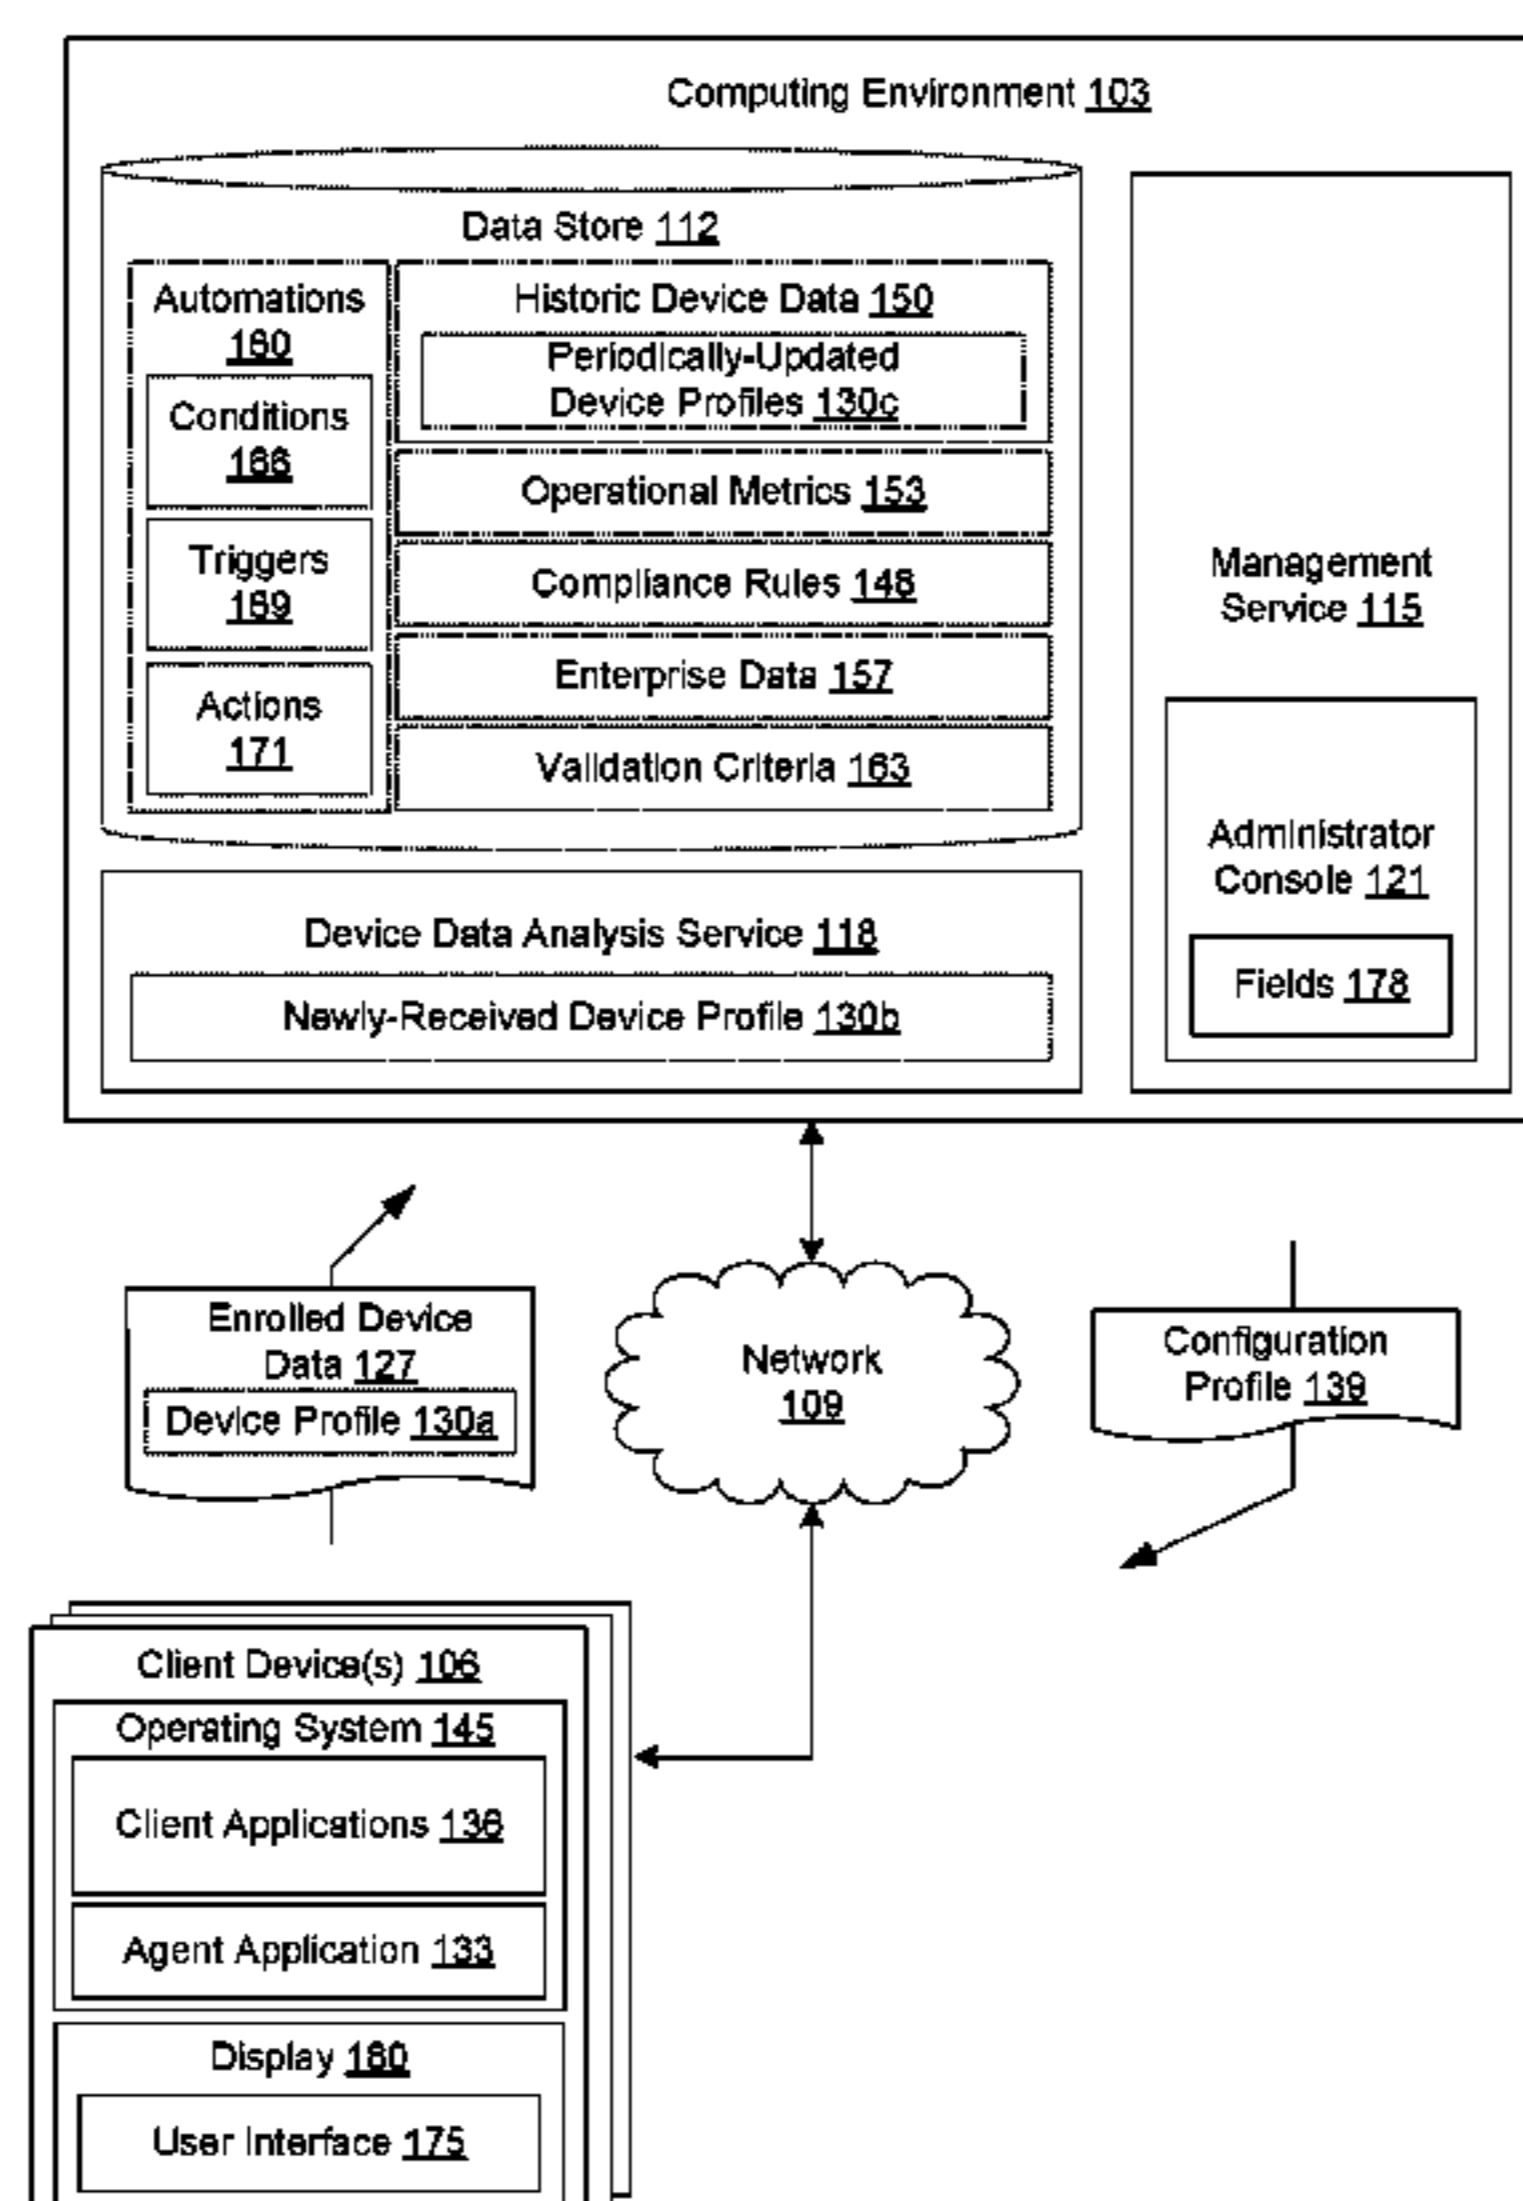 Computing Environment 103
Data Store 112
Automations
160
Conditions
166
Triggers
169
Actions
171
Historic Device Data 150
Periodically-Updated
Device Profiles 130c
Operational Metrics 153
Compliance Rules 148
Enterprise Data 157
Validation Criteria 163
Management
Service 115
Administrator
Console 121
Fields 178
Device Data Analysis Service 118
Newly-Received Device Profile 130b
Enrolled Device
Data 127
Device Profile 130a
Network
109
Configuration
Profile 139
Client Device(s) 106
Operating System 145
Client Applications 136
Agent Application 133
Display 180
User Interface 175